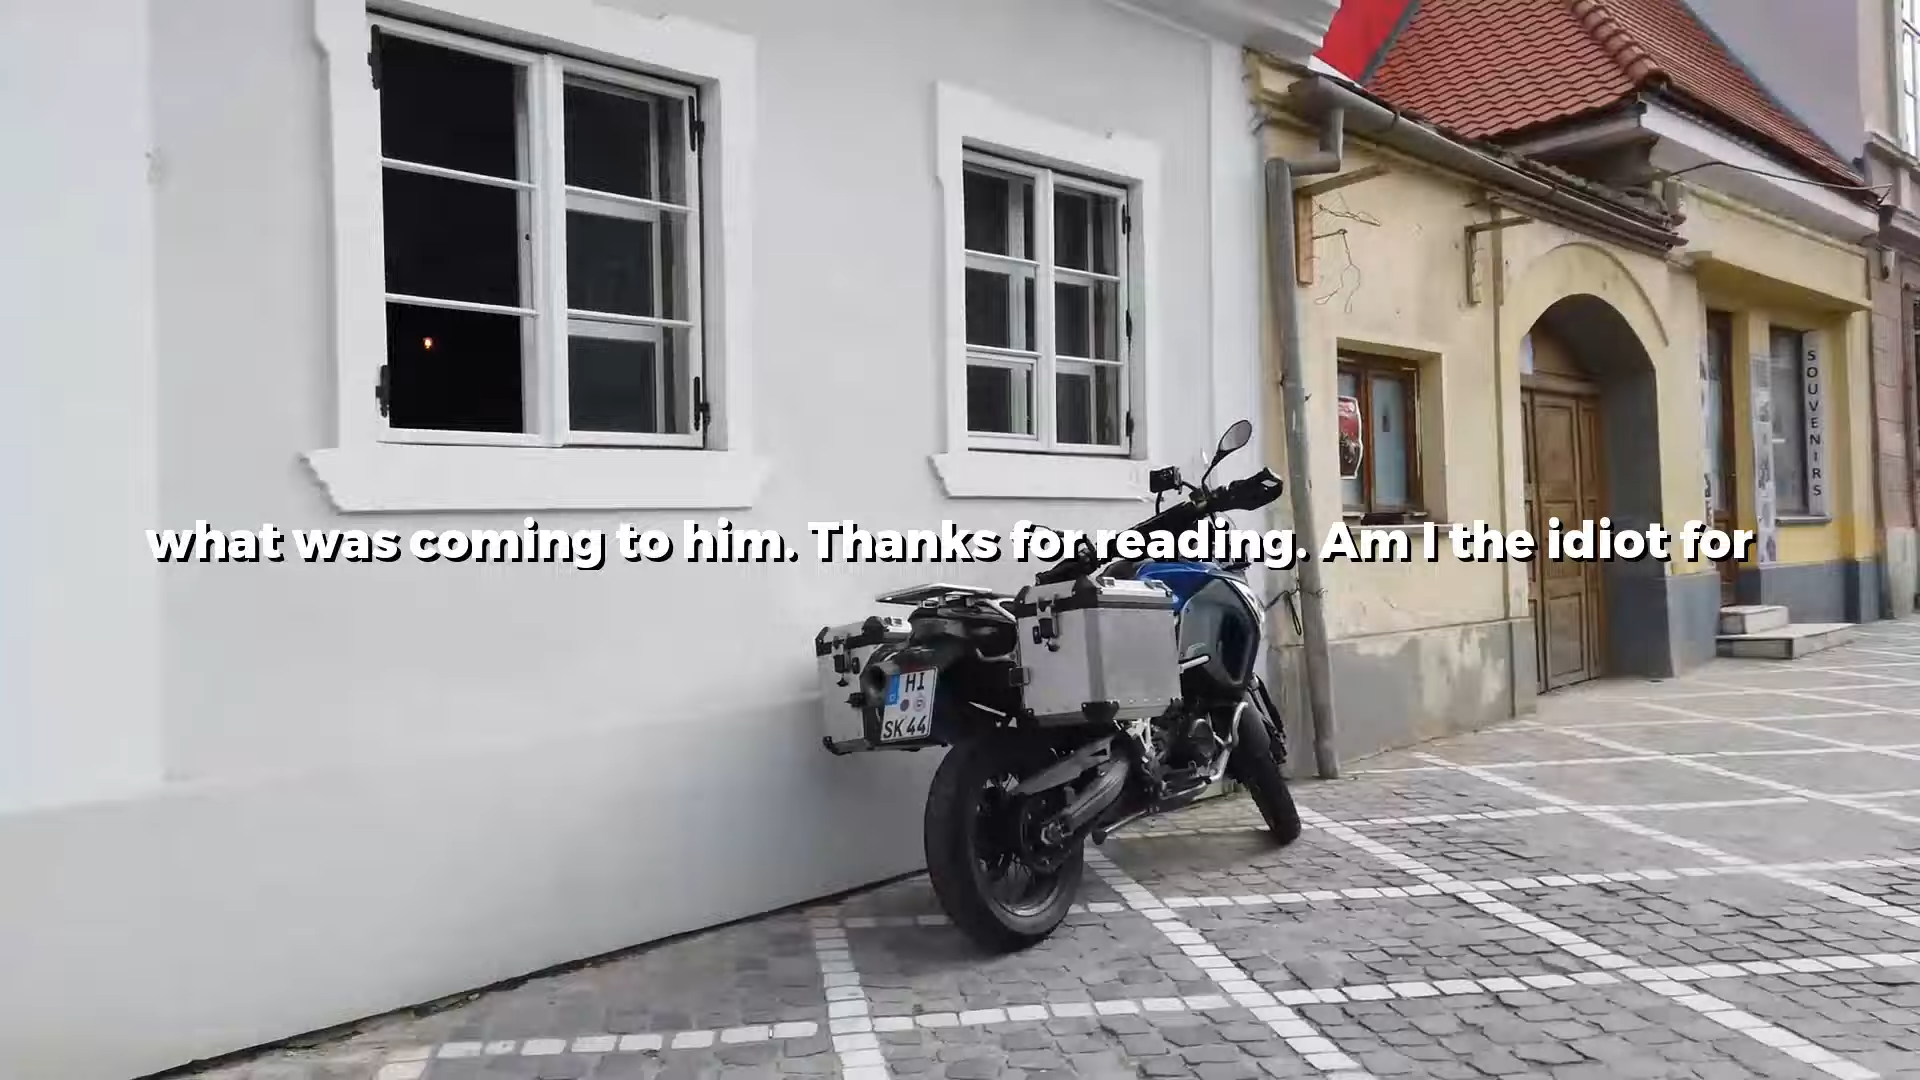 what was coming to him. Thanks for reading. Am I the idiot for
HI
SK 44
SOUVENIRS